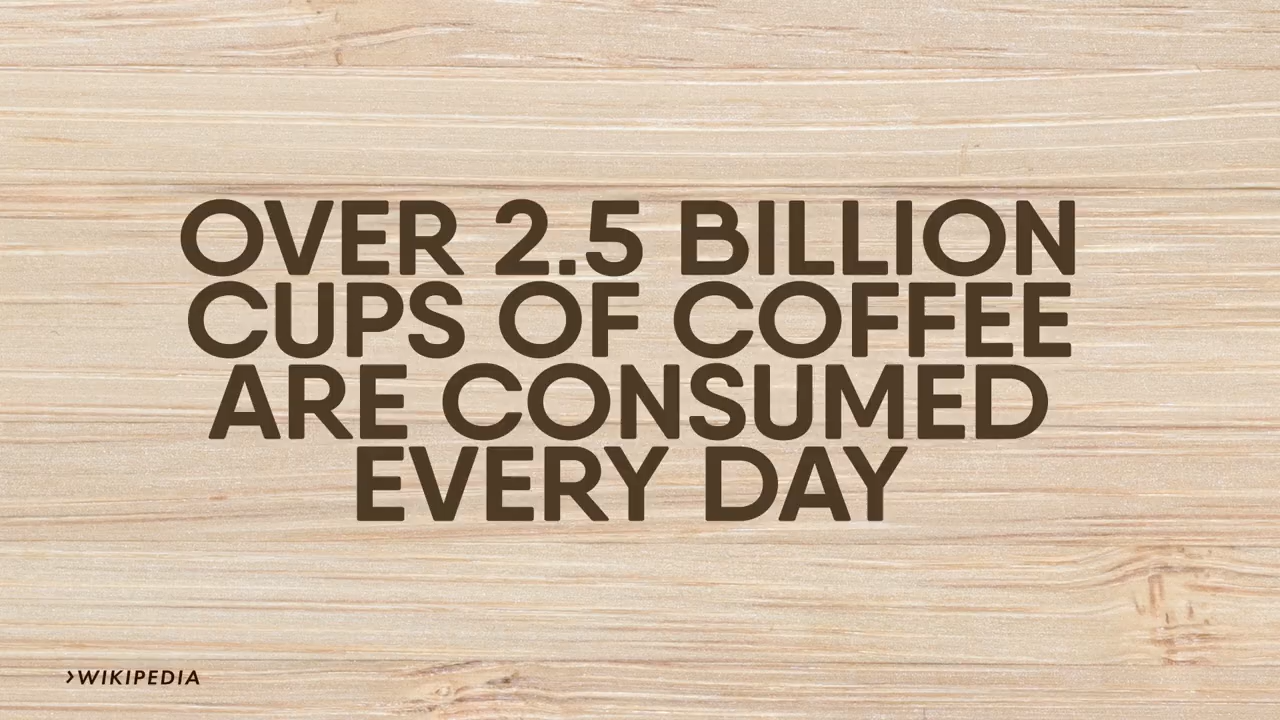 OVER 2.5 BILLION
CUPS OF COFFEE
ARE CONSUMED
EVERY DAY
›WIKIPEDIA